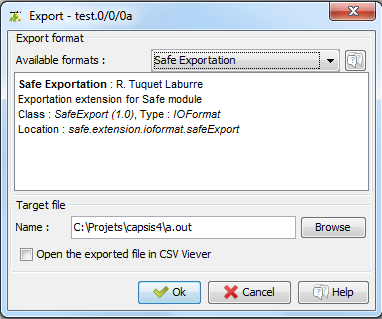 Export - test.0/0/0a
Export format
Available formats :
Safe Exportation
Safe Exportation : R. Tuquet Laburre
Exportation extension for Safe module
Class : SafeExport (1.0), Type : IOFormat
Location : safe.extension.ioformat.safeExport
Target file
Name :
C:\Projets\capsis4\a.out
Browse
Open the exported file in CSV Viever
Ok
Cancel
Help